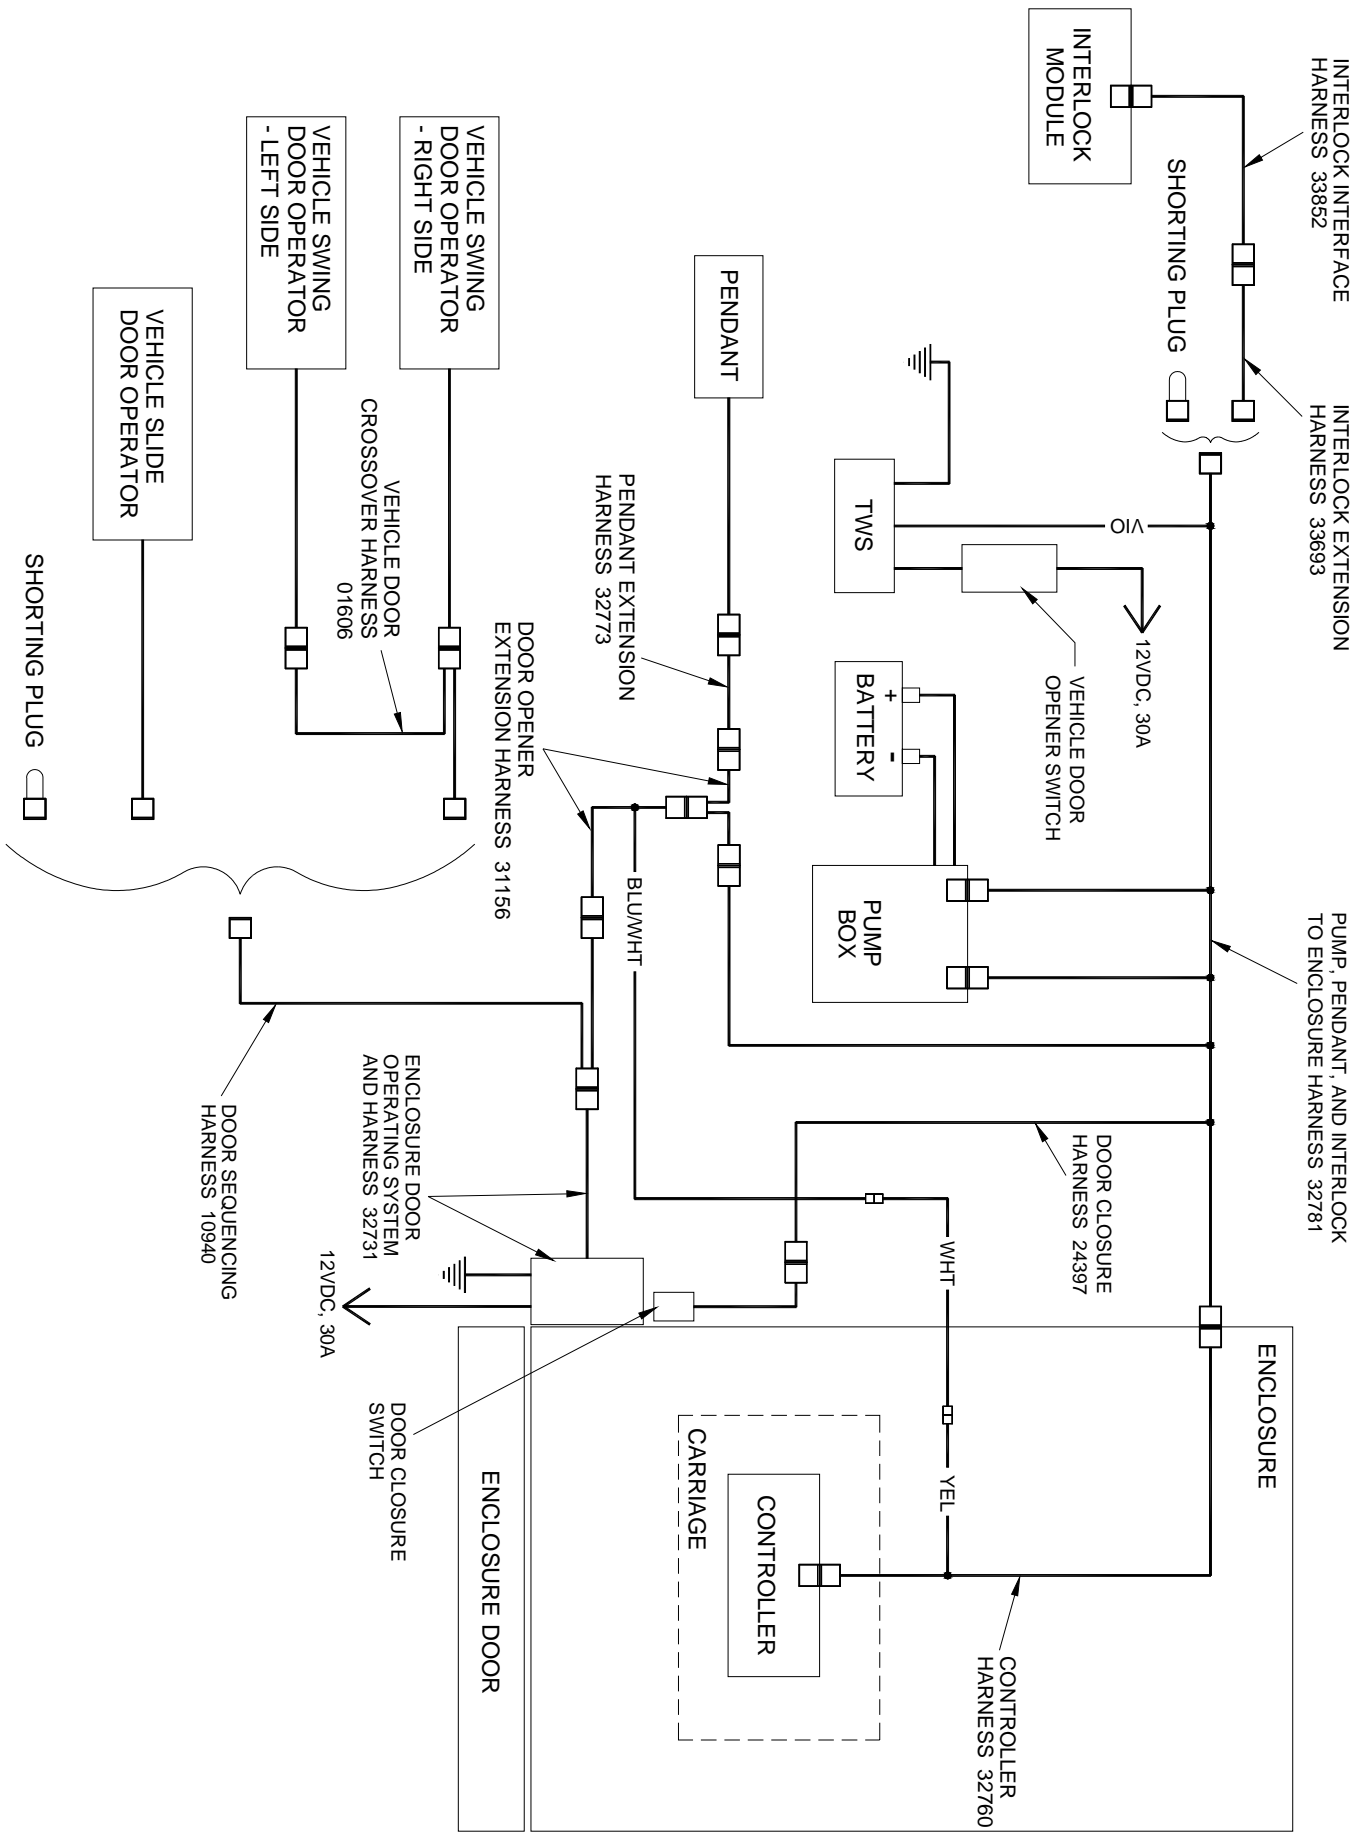 INTERLOCK INTERFACE
HARNESS 33852
INTERLOCK EXTENSION
HARNESS 33693
PUMP, PENDANT, AND INTERLOCK
TO ENCLOSURE HARNESS 32781
ENCLOSURE
INTERLOCK
MODULE
SHORTING PLUG
VIO
12VDC, 30A
VEHICLE DOOR
OPENER SWITCH
TWS
+
-
BATTERY
PUMP
BOX
DOOR CLOSURE
HARNESS 24397
WHT
YEL
CONTROLLER
HARNESS 32760
CONTROLLER
CARRIAGE
PENDANT
PENDANT EXTENSION
HARNESS 32773
BLU/WHT
DOOR OPENER
EXTENSION HARNESS 31156
VEHICLE SWING
DOOR OPERATOR
- RIGHT SIDE
VEHICLE SWING
DOOR OPERATOR
- LEFT SIDE
VEHICLE DOOR
CROSSOVER HARNESS
01606
ENCLOSURE DOOR
OPERATING SYSTEM
AND HARNESS 32731
12VDC, 30A
DOOR CLOSURE
SWITCH
ENCLOSURE DOOR
DOOR SEQUENCING
HARNESS 10940
VEHICLE SLIDE
DOOR OPERATOR
SHORTING PLUG